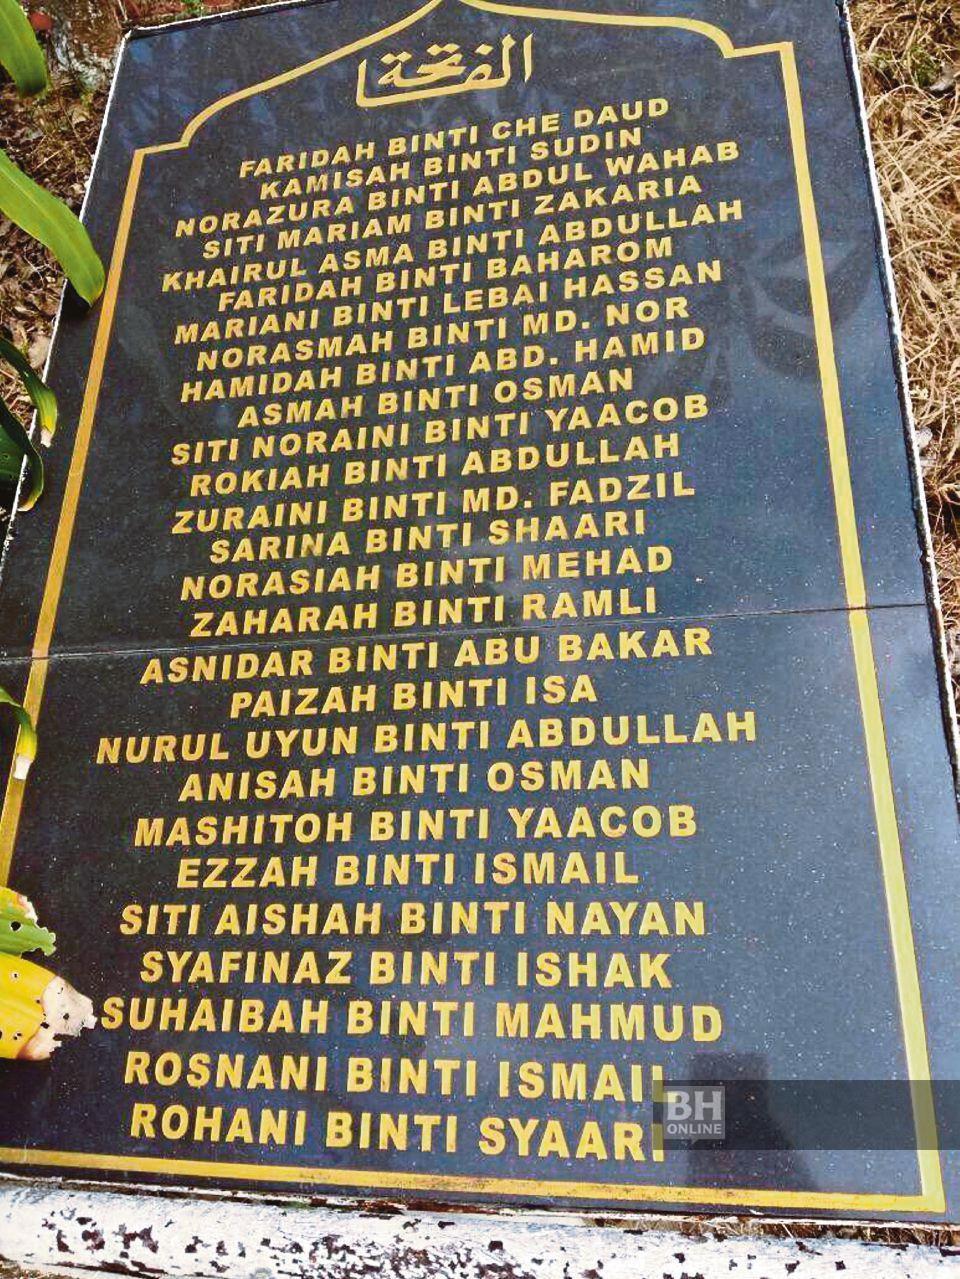 الفتحة
FARIDAH BINTI CHE DAUD
KAMISAH BINTI SUDIN
NORAZURA BINTI ABDUL WAHAB
SITI MARIAM BINTI ZAKARIA
KHAIRUL ASMA BINTI ABDULLAH
FARIDAH BINTI BAHAROM
MARIANI BINTI LEBAI HASSAN
NORASMAH BINTI MD. NOR
HAMIDAH BINTI ABD. HAMID
ASMAH BINTI OSMAN
SITI NORAINI BINTI YAACOB
ROKIAH BINTI ABDULLAH
ZURAINI BINTI MD. FADZIL
SARINA BINTI SHAARI
NORASIAH BINTI MEHAD
ZAHARAH BINTI RAMLI
ASNIDAR BINTI ABU BAKAR
PAIZAH BINTI ISA
NURUL UYUN BINTI ABDULLAH
ANISAH BINTI OSMAN
MASHITOH BINTI YAACOB
EZZAH BINTI ISMAIL
SITI AISHAH BINTI NAYAN
SYAFINAZ BINTI ISHAK
SUHAIBAH BINTI MAHMUD
ROSNANI BINTI ISMAIL
ROHANI BINTI SYAARI
BH
ONLINE